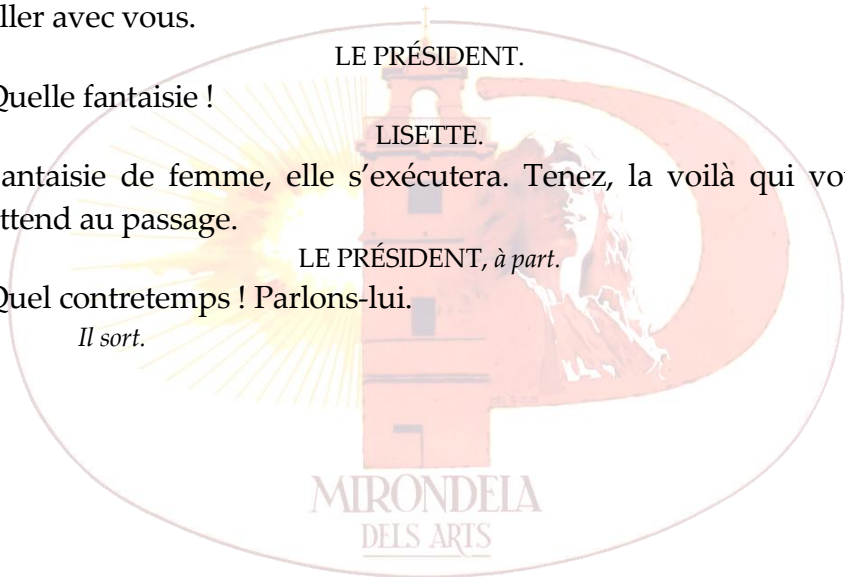 ller avec vous.
LE PRÉSIDENT.
Quelle fantaisie !
LISETTE.
antaisie de femme, elle s’exécutera. Tenez, la voilà qui vo
ttend au passage.
LE PRÉSIDENT, à part.
Quel contretemps ! Parlons-lui.
Il sort.
MIRONDELA
DELS ARTS